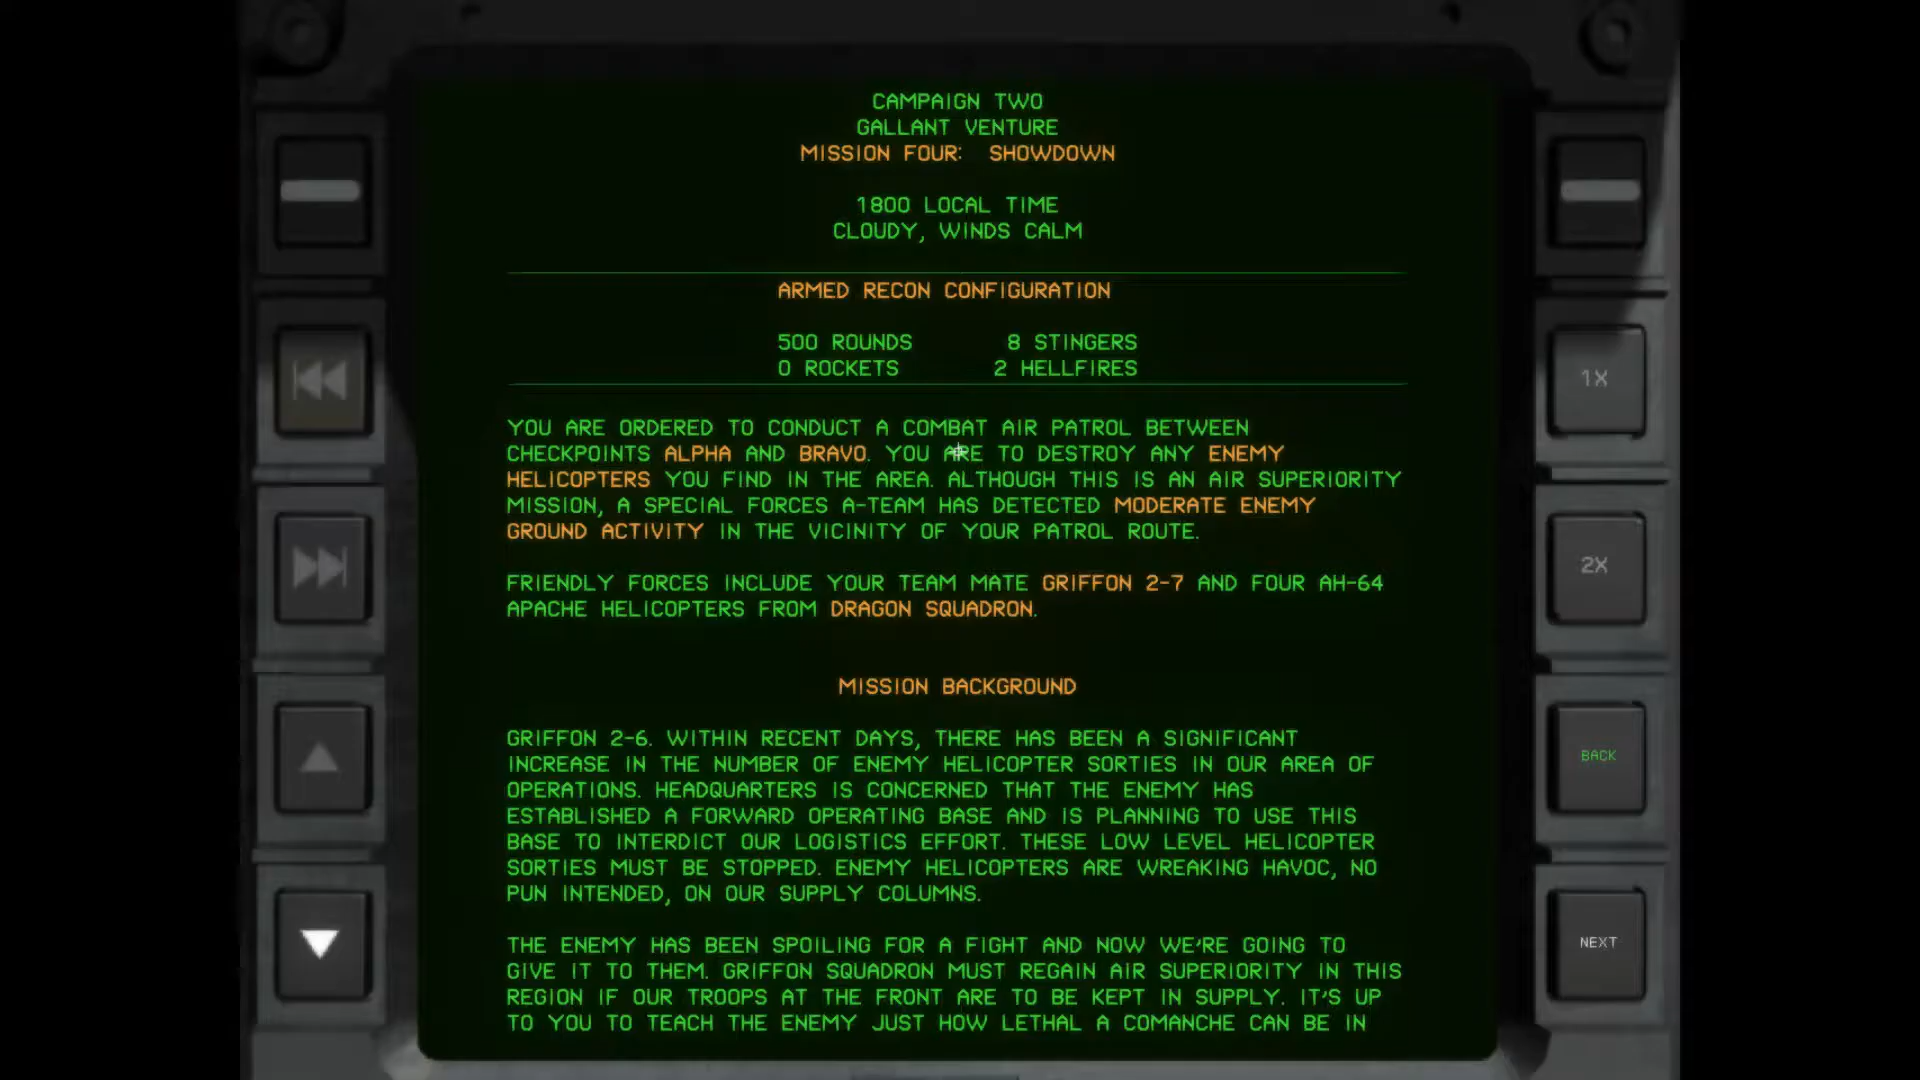 CAMPAIGN TWO
GALLANT VENTURE
MISSION FOUR: SHOWDOWN
1800 LOCAL TIME
CLOUDY, WINDS CALM
ARMED RECON CONFIGURATION
500 ROUNDS 8 STINGERS
0 ROCKETS 2 HELLFIRES
YOU ARE ORDERED TO CONDUCT A COMBAT AIR PATROL BETWEEN
CHECKPOINTS ALPHA AND BRAVO. YOU ARE TO DESTROY ANY ENEMY
HELICOPTERS YOU FIND IN THE AREA. ALTHOUGH THIS IS AN AIR SUPERIORITY
MISSION, A SPECIAL FORCES A-TEAM HAS DETECTED MODERATE ENEMY
GROUND ACTIVITY IN THE VICINITY OF YOUR PATROL ROUTE.
FRIENDLY FORCES INCLUDE YOUR TEAM MATE GRIFFON 2-7 AND FOUR AH-64
APACHE HELICOPTERS FROM DRAGON SQUADRON.
MISSION BACKGROUND
GRIFFON 2-6. WITHIN RECENT DAYS, THERE HAS BEEN A SIGNIFICANT
INCREASE IN THE NUMBER OF ENEMY HELICOPTER SORTIES IN OUR AREA OF
OPERATIONS. HEADQUARTERS IS CONCERNED THAT THE ENEMY HAS
ESTABLISHED A FORWARD OPERATING BASE AND IS PLANNING TO USE THIS
BASE TO INTERDICT OUR LOGISTICS EFFORT. THESE LOW LEVEL HELICOPTER
SORTIES MUST BE STOPPED. ENEMY HELICOPTERS ARE WREAKING HAVOC, NO
PUN INTENDED, ON OUR SUPPLY COLUMNS.
THE ENEMY HAS BEEN SPOILING FOR A FIGHT AND NOW WE'RE GOING TO
GIVE IT TO THEM. GRIFFON SQUADRON MUST REGAIN AIR SUPERIORITY IN THIS
REGION IF OUR TROOPS AT THE FRONT ARE TO BE KEPT IN SUPPLY. IT'S UP
TO YOU TO TEACH THE ENEMY JUST HOW LETHAL A COMANCHE CAN BE IN
1X
2X
BACK
NEXT